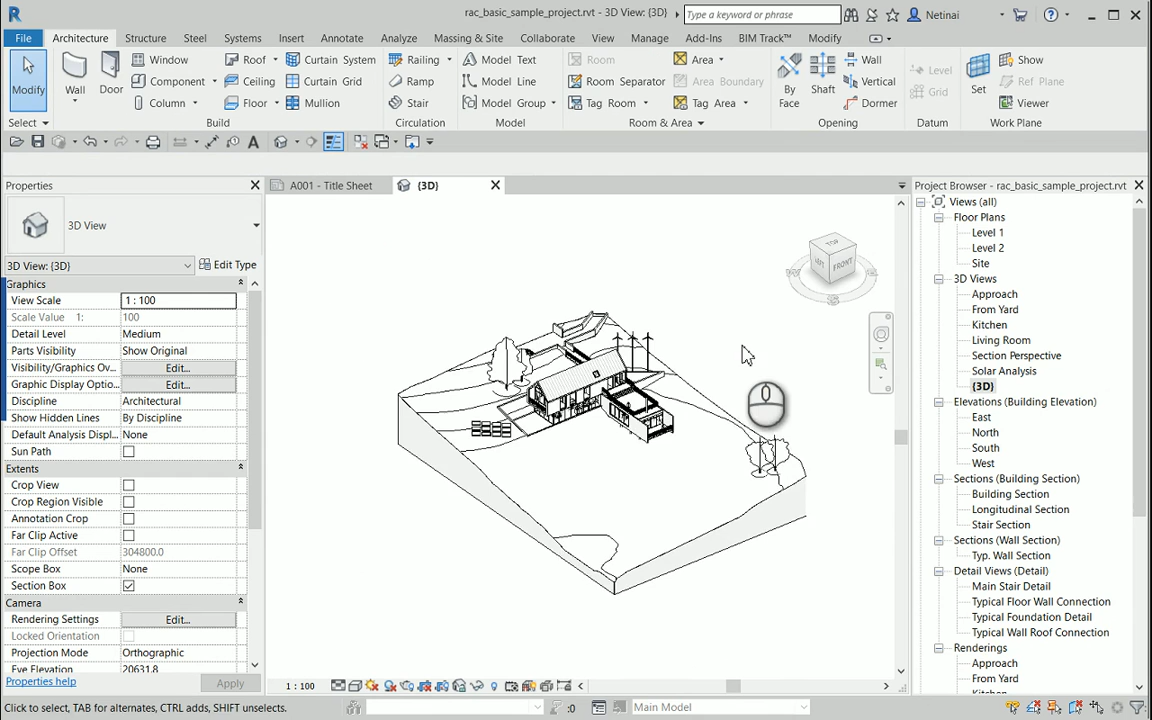 rac_basic_sample_project.rvt - 3D View: {3D}
Type a keyword or phrase
Netinai
File Architecture Structure Steel Systems Insert Annotate Analyze Massing & Site Collaborate View Manage Add-Ins BIM Track™ Modify
Modify
Wall
Door
Window
Component
Column
Roof
Ceiling
Floor
Curtain System
Curtain Grid
Mullion
Railing
Ramp
Stair
Model Text
Model Line
Model Group
Room
Room Separator
Tag Room
Area
Area Boundary
Tag Area
By
Face
Shaft
Wall
Vertical
Dormer
Level
Grid
Set
Show
Ref Plane
Viewer
Select Build Circulation Model Room & Area Opening Datum Work Plane
Properties
A001 - Title Sheet
{3D}
Project Browser - rac_basic_sample_project.rvt
3D View
3D View: {3D}
Edit Type
Graphics
View Scale 1 : 100
Scale Value 1: 100
Detail Level Medium
Parts Visibility Show Original
Visibility/Graphics Ov... Edit...
Graphic Display Optio... Edit...
Discipline Architectural
Show Hidden Lines By Discipline
Default Analysis Displ... None
Sun Path
Extents
Crop View
Crop Region Visible
Annotation Crop
Far Clip Active
Far Clip Offset 304800.0
Scope Box None
Section Box
Camera
Rendering Settings Edit...
Locked Orientation
Projection Mode Orthographic
Eye Elevation 20631.8
Properties help
Apply
TOP
LEFT
FRONT
Views (all)
Floor Plans
Level 1
Level 2
Site
3D Views
Approach
From Yard
Kitchen
Living Room
Section Perspective
Solar Analysis
{3D}
Elevations (Building Elevation)
East
North
South
West
Sections (Building Section)
Building Section
Longitudinal Section
Stair Section
Sections (Wall Section)
Typ. Wall Section
Detail Views (Detail)
Main Stair Detail
Typical Floor Wall Connection
Typical Foundation Detail
Typical Wall Roof Connection
Renderings
Approach
From Yard
Kitchen
1 : 100
Click to select, TAB for alternates, CTRL adds, SHIFT unselects.
:0
Main Model